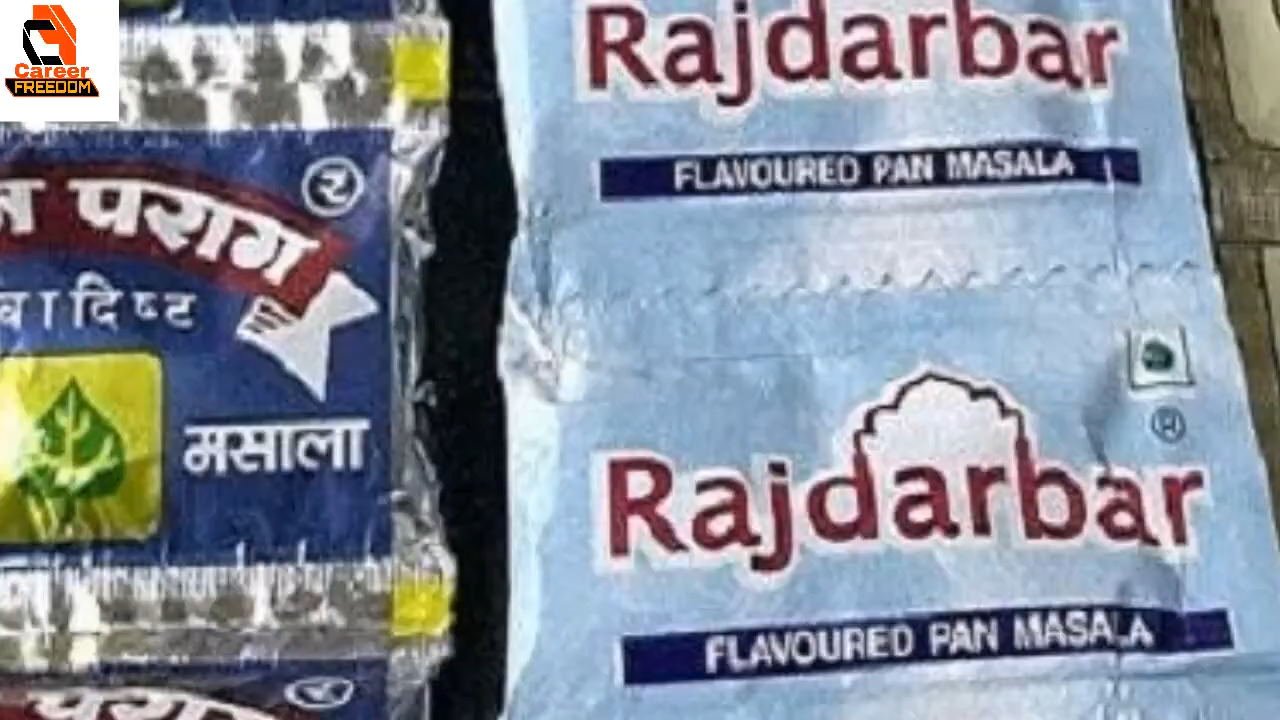 Career
FREEDOM
पराग
मसाला
Rajdarbar
FLAVOURED PAN MASALA
Rajdarbar
FLAVOURED PAN MASALA